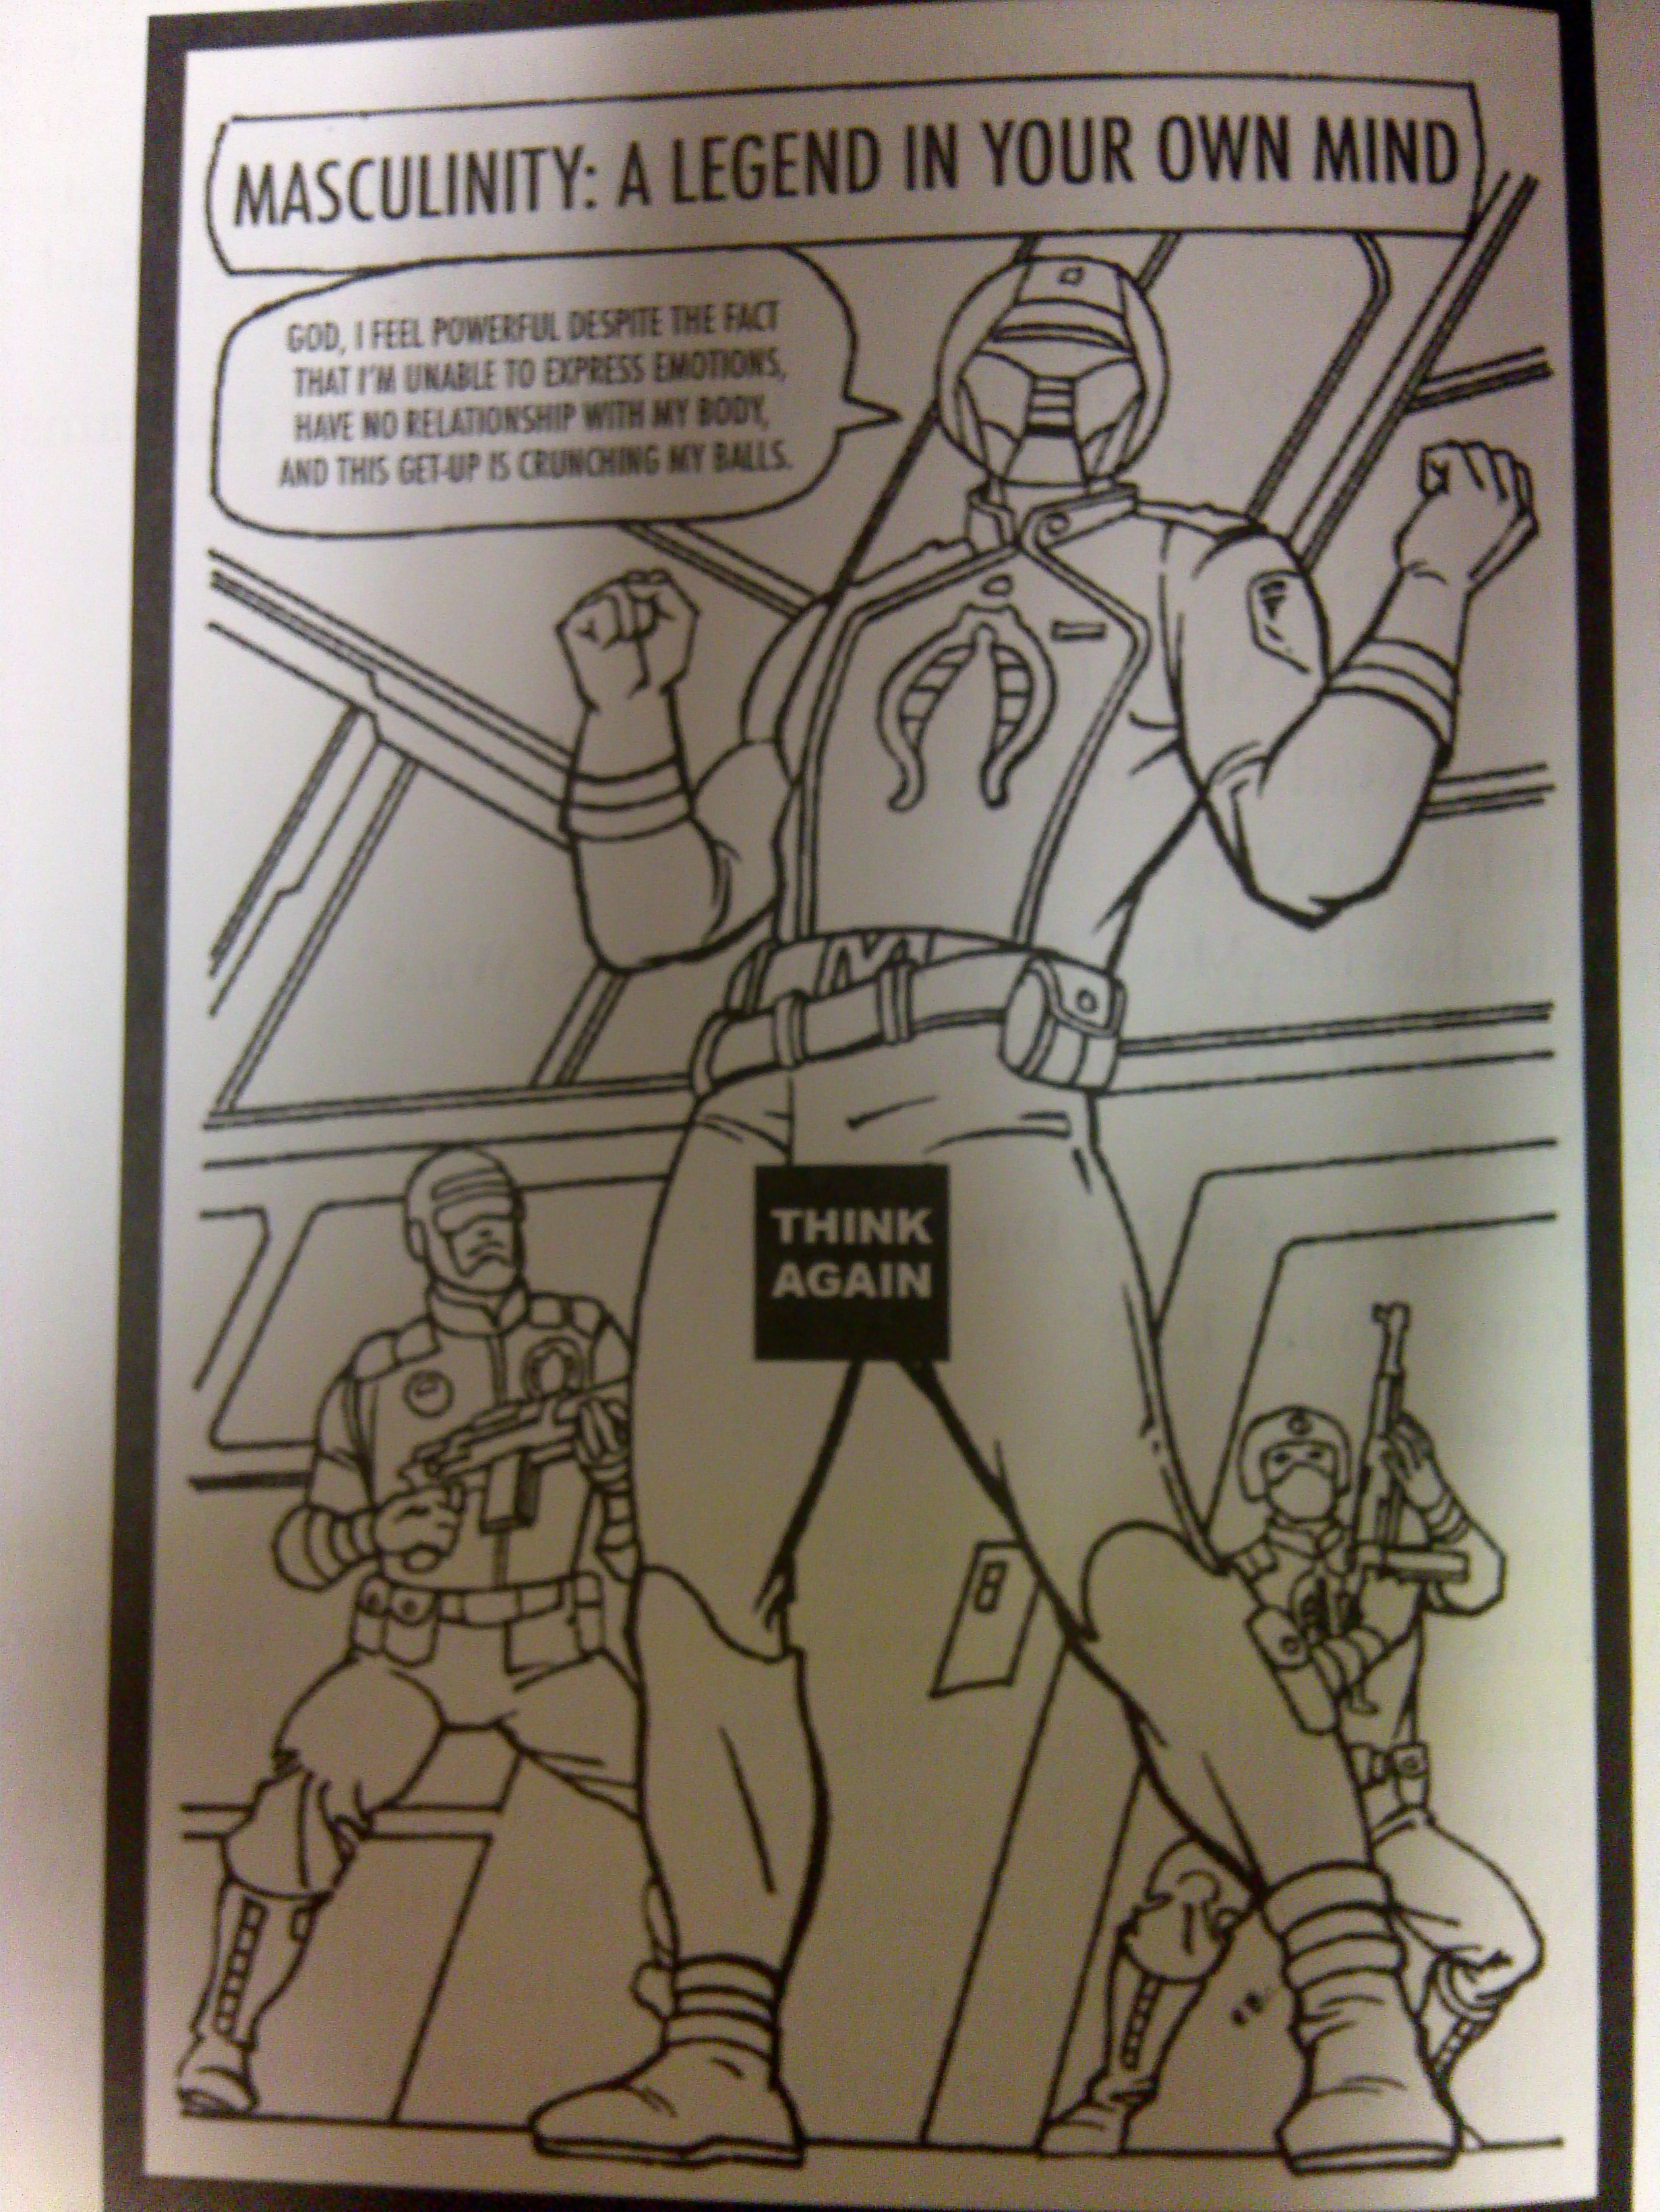 MASCULINITY: A LEGEND IN YOUR OWN MIND
GOD, I FEEL POWERFUL DESPITE THE FACT
THAT I'M UNABLE TO EXPRESS EMOTIONS,
HAVE NO RELATIONSHIP WITH MY BODY,
AND THIS GET-UP IS CRUNCHING MY BALLS.
THINK
AGAIN